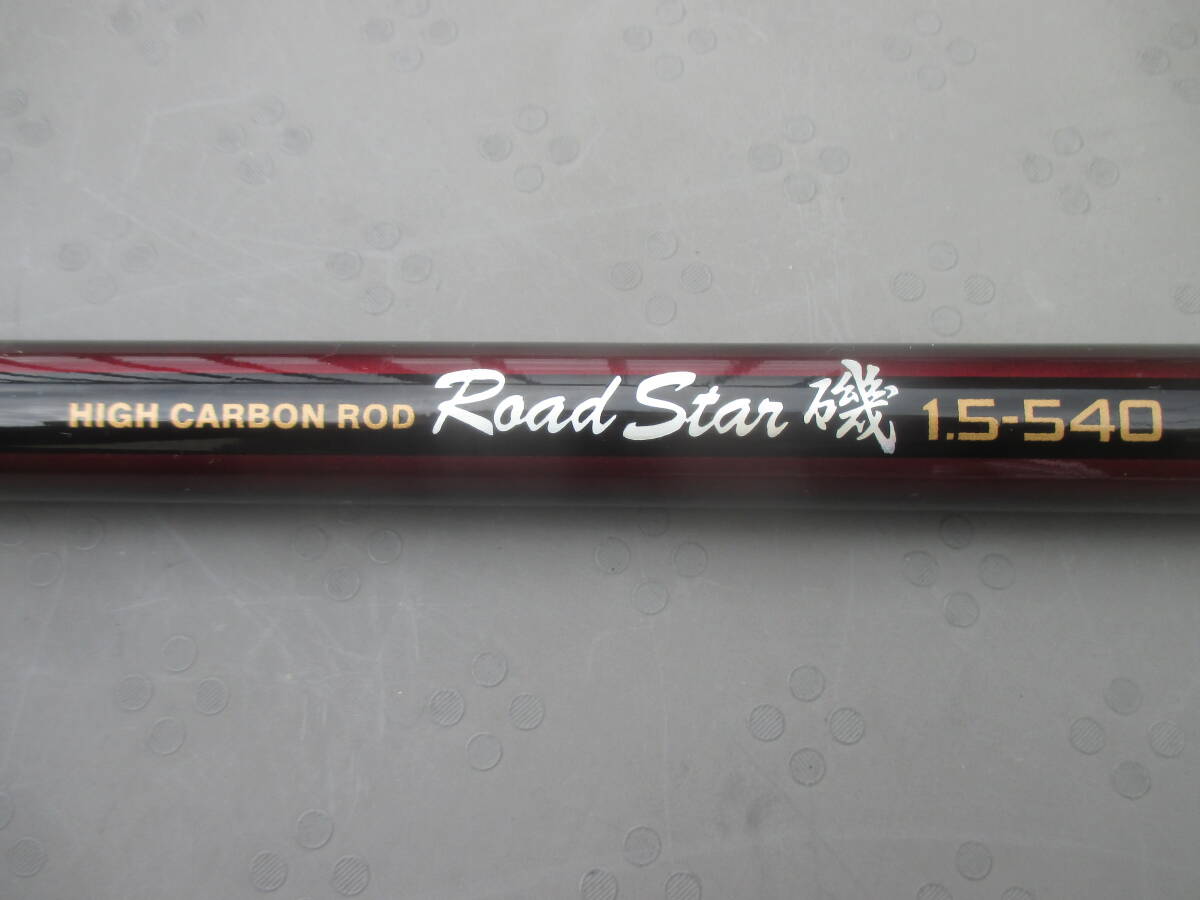 HIGH CARBON ROD Road Star 磯 1.5-540